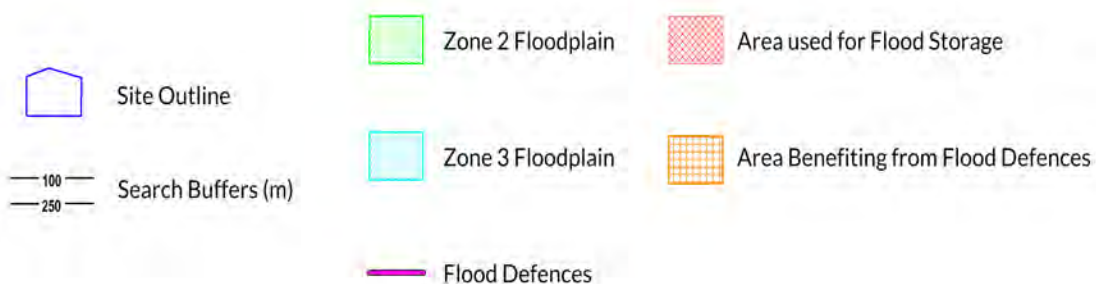 Site Outline
100
250
Search Buffers (m)
Zone 2 Floodplain
Zone 3 Floodplain
Flood Defences
Area used for Flood Storage
Area Benefiting from Flood Defences